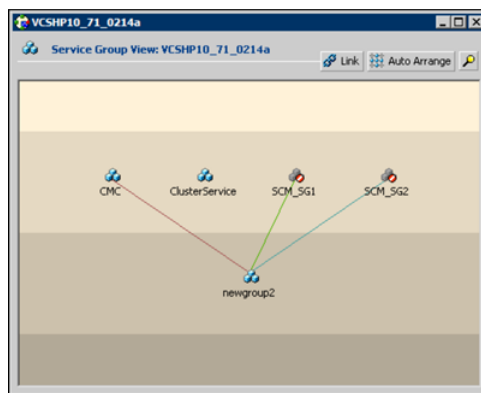 VCSHP10_71_0214a
Service Group View: VCSHP10_71_0214a
Link Auto Arrange
CMC ClusterService SCM_SG1 SCM_SG2
newgroup2